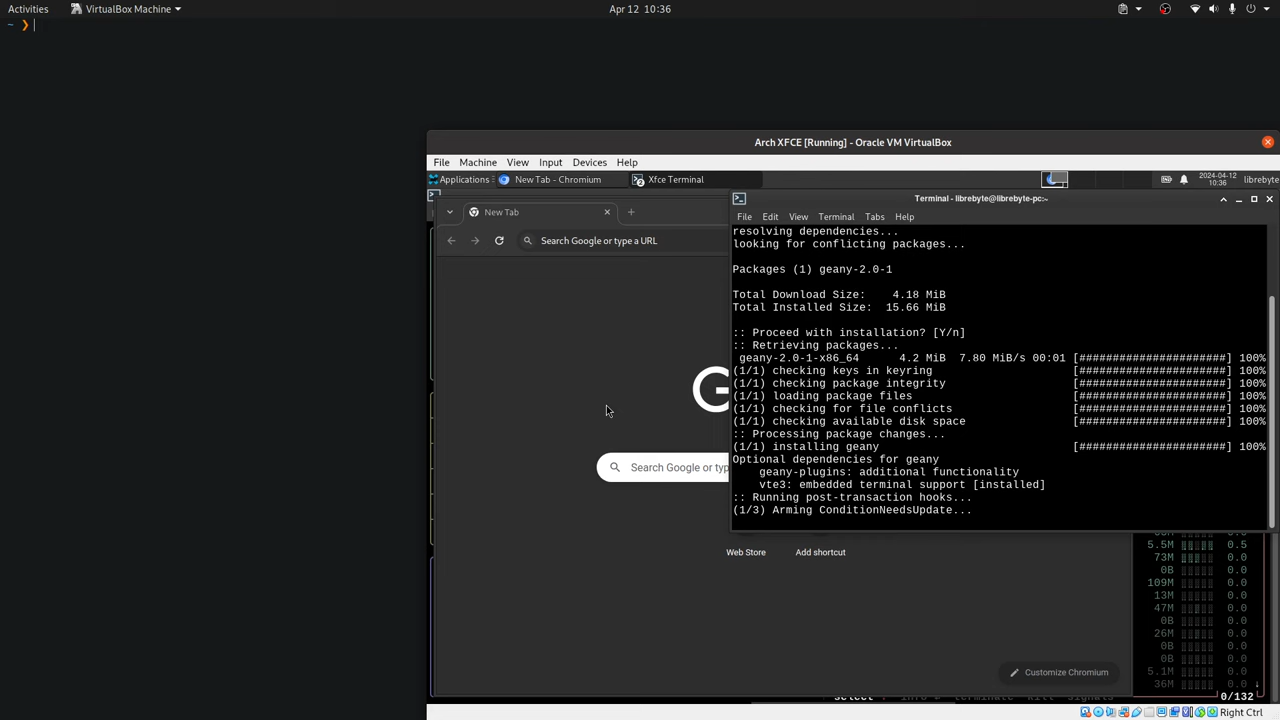 Activities
VirtualBox Machine
Apr 12 10:36
~ ❯
Arch XFCE [Running] - Oracle VM VirtualBox
File Machine View Input Devices Help
Applications
New Tab - Chromium
Xfce Terminal
2024-04-12
10:36
librebyte
New Tab
Search Google or type a URL
G
Search Google or typ
Web Store
Add shortcut
Customize Chromium
Terminal - librebyte@librebyte-pc:~
File Edit View Terminal Tabs Help
resolving dependencies...
looking for conflicting packages...
Packages (1) geany-2.0-1
Total Download Size: 4.18 MiB
Total Installed Size: 15.66 MiB
:: Proceed with installation? [Y/n]
:: Retrieving packages...
geany-2.0-1-x86_64 4.2 MiB 7.80 MiB/s 00:01 [######################] 100%
(1/1) checking keys in keyring [######################] 100%
(1/1) checking package integrity [######################] 100%
(1/1) loading package files [######################] 100%
(1/1) checking for file conflicts [######################] 100%
(1/1) checking available disk space [######################] 100%
:: Processing package changes...
(1/1) installing geany [######################] 100%
Optional dependencies for geany
geany-plugins: additional functionality
vte3: embedded terminal support [installed]
:: Running post-transaction hooks...
(1/3) Arming ConditionNeedsUpdate...
5.5M 0.5
73M 0.0
0B 0.0
109M 0.0
13M 0.0
47M 0.0
0B 0.0
26M 0.0
0B 0.0
0B 0.0
5.1M 0.0
36M 0.0 ↓
0/132
Right Ctrl